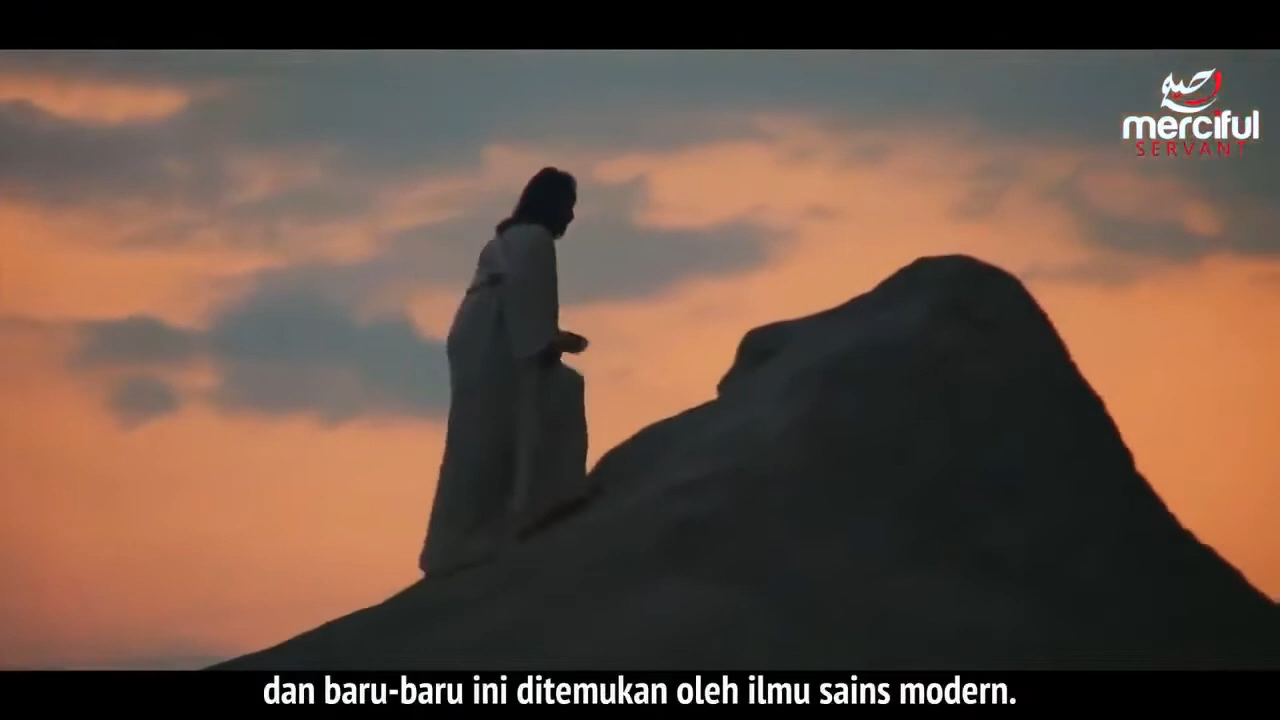 merciful
SERVANT
dan baru-baru ini ditemukan oleh ilmu sains modern.